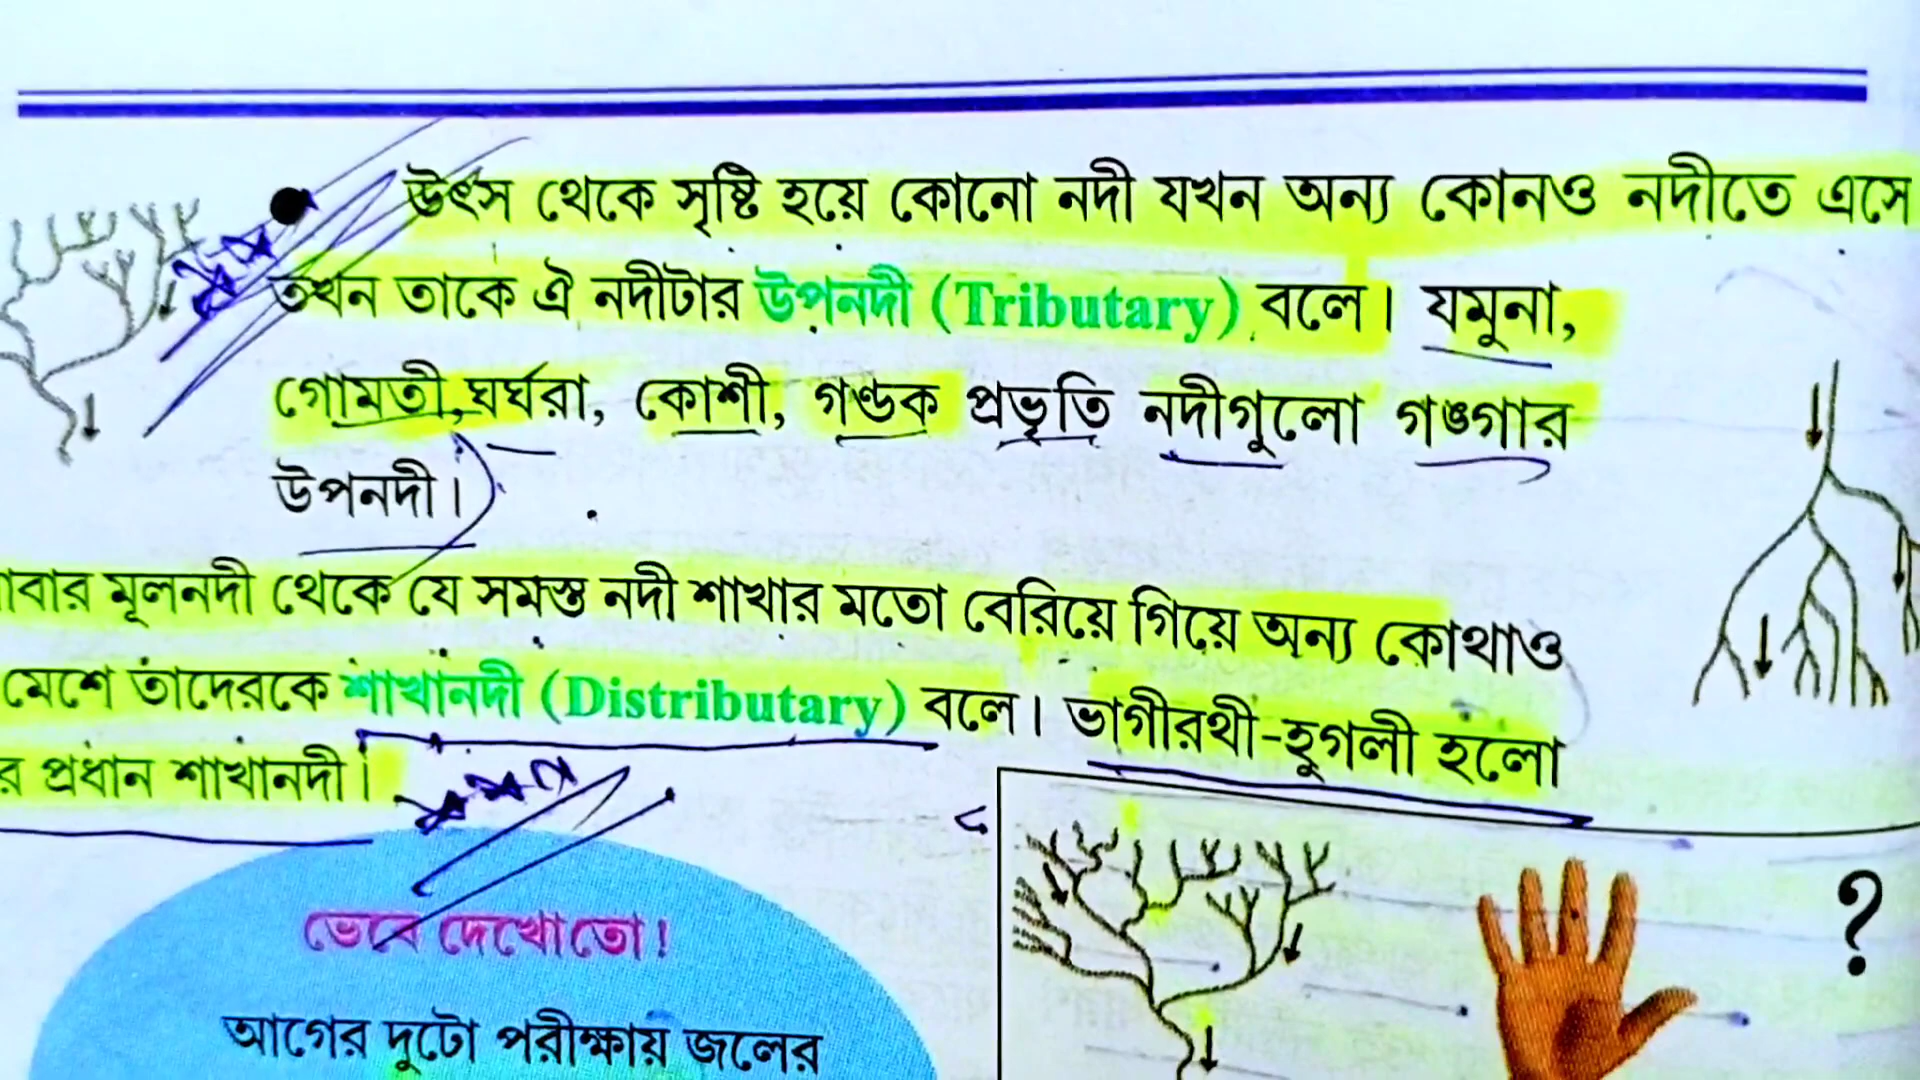 উৎস থেকে সৃষ্টি হয়ে কোনো নদী যখন অন্য কোনও নদীতে এসে
তখন তাকে ঐ নদীটার উপনদী (Tributary) বলে। যমুনা,
গোমতী, ঘর্ঘরা, কোশী, গণ্ডক প্রভৃতি নদীগুলো গঙ্গার
উপনদী।
াবার মূলনদী থেকে যে সমস্ত নদী শাখার মতো বেরিয়ে গিয়ে অন্য কোথাও
মেশে তাদেরকে শাখানদী (Distributary) বলে। ভাগীরথী-হুগলী হলো
র প্রধান শাখানদী।
ভেবে দেখোতো!
আগের দুটো পরীক্ষায় জলের
?